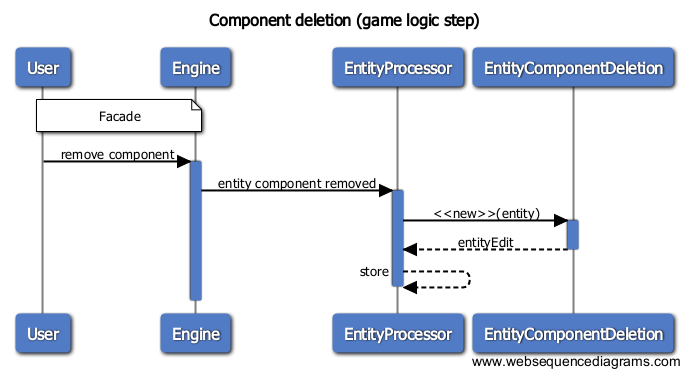 Component deletion (game logic step)
User
Engine
EntityProcessor
EntityComponentDeletion
Facade
remove component
entity component removed
<<new>>(entity)
entityEdit
store
User
Engine
EntityProcessor
EntityComponentDeletion
www.websequencediagrams.com